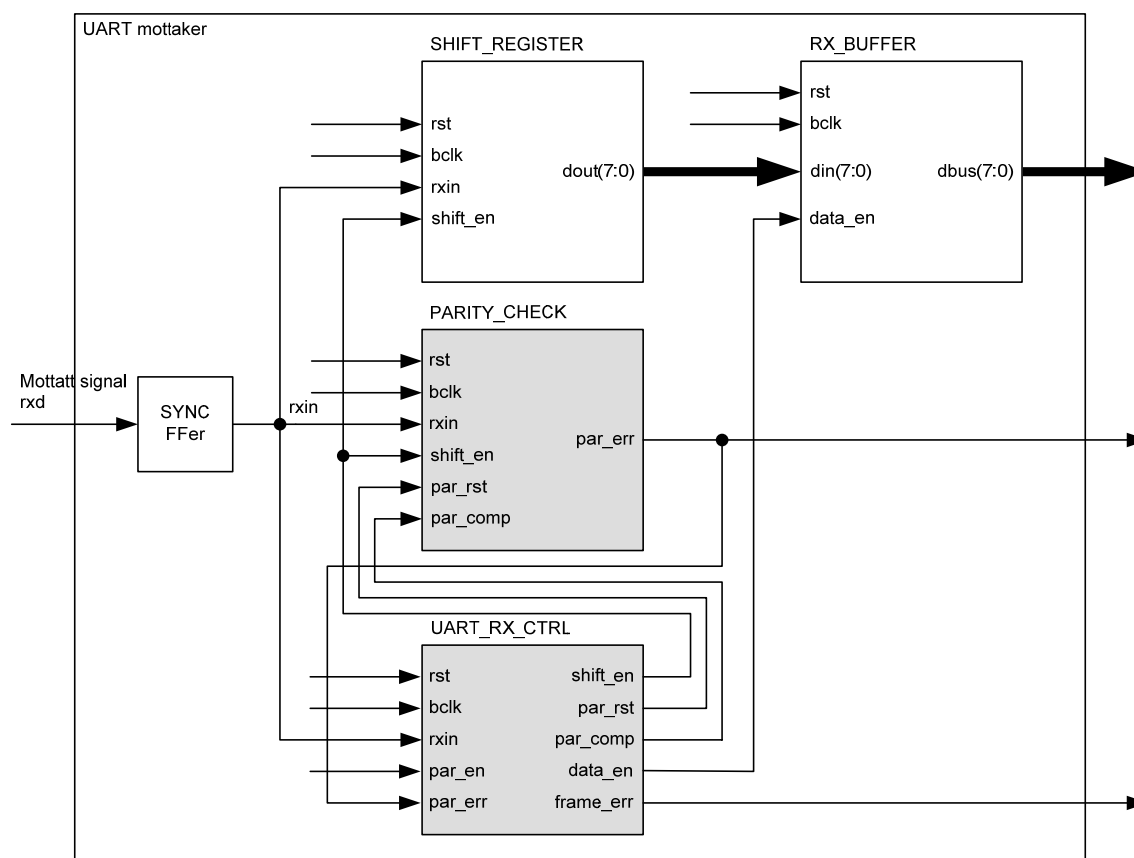 UART mottaker
SHIFT_REGISTER
rst
bclk
rxin
shift_en
dout(7:0)
RX_BUFFER
rst
bclk
din(7:0)
data_en
dbus(7:0)
Mottatt signal
rxd
SYNC
FFer
rxin
PARITY_CHECK
rst
bclk
rxin
shift_en
par_rst
par_comp
par_err
UART_RX_CTRL
rst
bclk
rxin
par_en
par_err
shift_en
par_rst
par_comp
data_en
frame_err